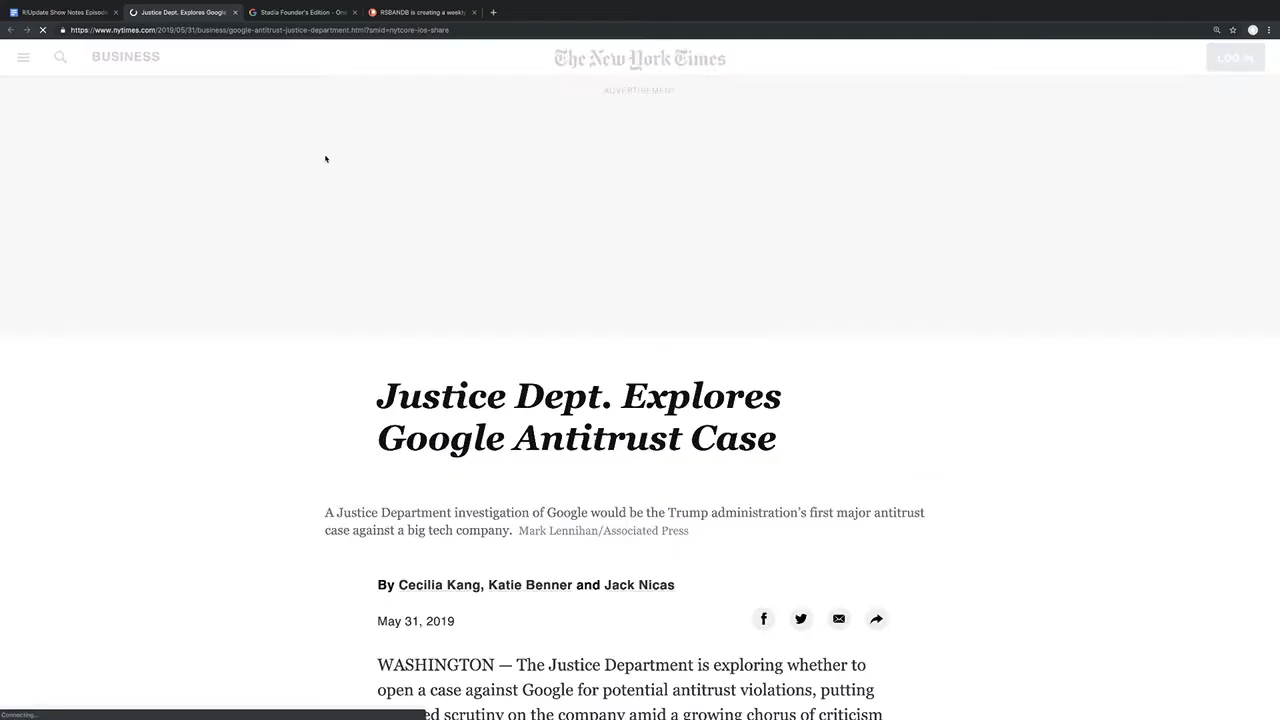 RIUpdate Show Notes Episode
Justice Dept. Explores Google
Stadia Founder's Edition - One
RSBANDB is creating a weekly
https://www.nytimes.com/2019/05/31/business/google-antitrust-justice-department.html?smid=nytcore-ios-share
BUSINESS
The New York Times
LOG IN
ADVERTISEMENT
Justice Dept. Explores
Google Antitrust Case
A Justice Department investigation of Google would be the Trump administration's first major antitrust
case against a big tech company. Mark Lennihan/Associated Press
By Cecilia Kang, Katie Benner and Jack Nicas
May 31, 2019
WASHINGTON — The Justice Department is exploring whether to
open a case against Google for potential antitrust violations, putting
scrutiny on the company amid a growing chorus of criticism
Connecting...